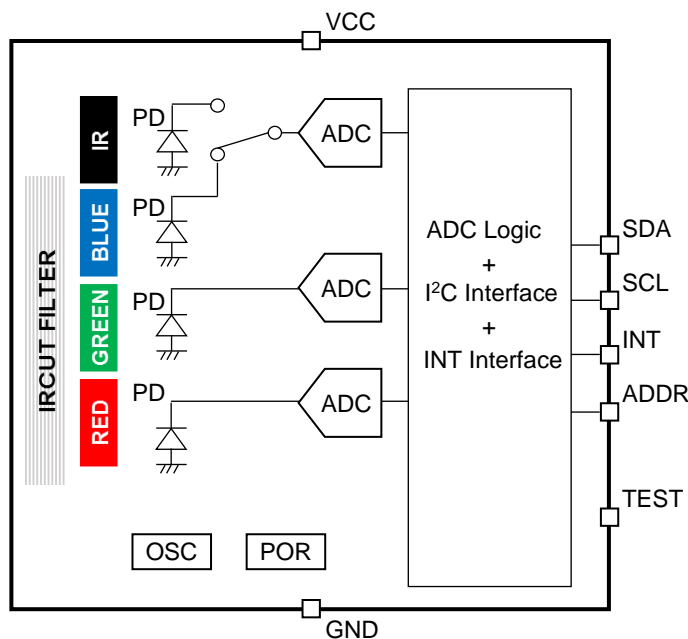 VCC
PD
IR
ADC
PD
BLUE
ADC Logic
+
I²C Interface
+
INT Interface
SDA
SCL
INT
ADDR
TEST
IRCUT FILTER
PD
GREEN
ADC
PD
RED
ADC
OSC
POR
GND